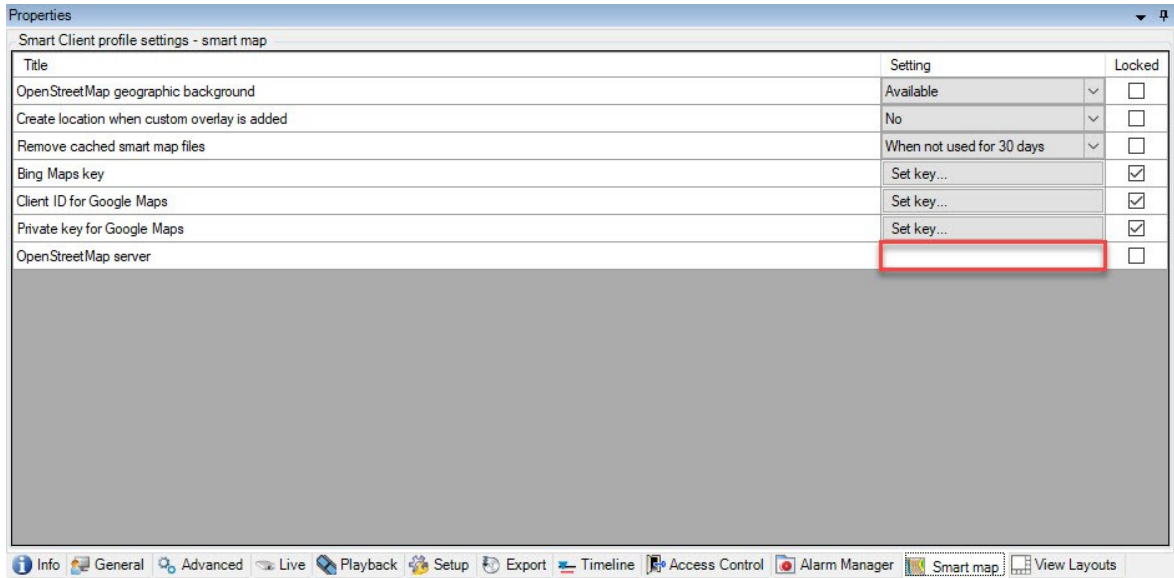 Properties
Smart Client profile settings - smart map
Title Setting Locked
OpenStreetMap geographic background Available
Create location when custom overlay is added No
Remove cached smart map files When not used for 30 days
Bing Maps key Set key...
Client ID for Google Maps Set key...
Private key for Google Maps Set key...
OpenStreetMap server
Info General Advanced Live Playback Setup Export Timeline Access Control Alarm Manager Smart map View Layouts